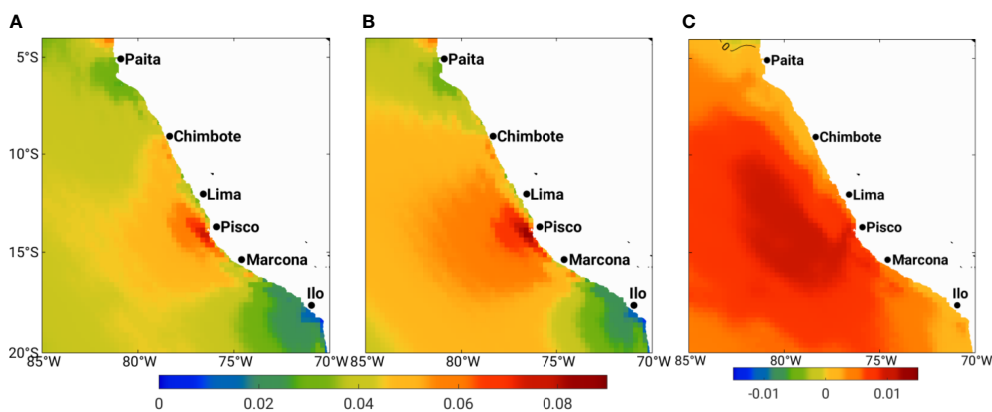 A
B
C
5°S
10°S
15°S
20°S
Paita
Chimbote
Lima
Pisco
Marcona
Ilo
85°W
80°W
75°W
70°W
Paita
Chimbote
Lima
Pisco
Marcona
Ilo
85°W
80°W
75°W
70°W
0
Paita
Chimbote
Lima
Pisco
Marcona
Ilo
85°W
80°W
75°W
70°W
0
0.02
0.04
0.06
0.08
-0.01
0
0.01